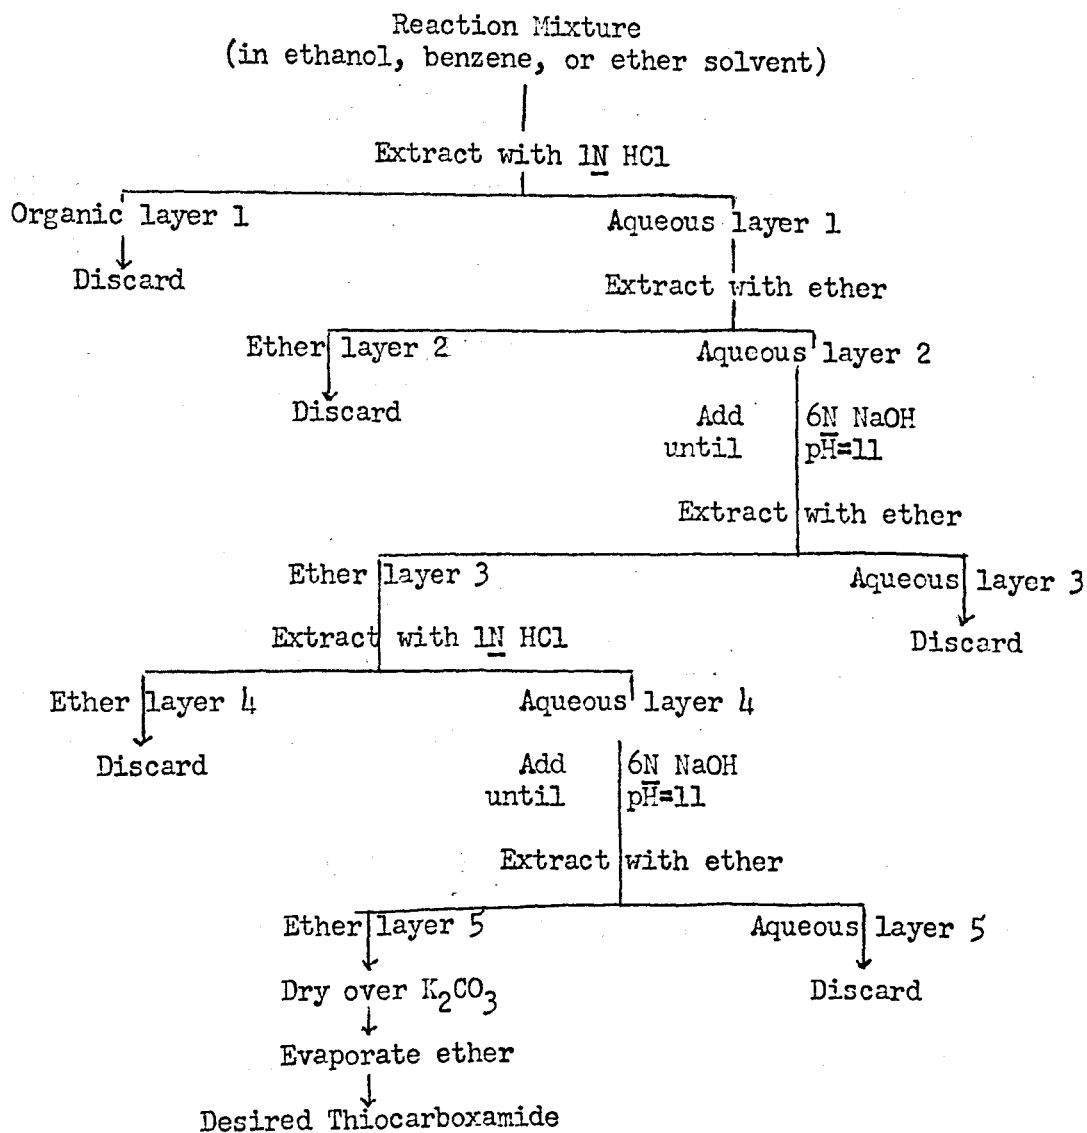 Reaction Mixture
(in ethanol, benzene, or ether solvent)
Extract with 1N HCl
Organic layer 1
Aqueous layer 1
Discard
Extract with ether
Ether layer 2
Aqueous layer 2
Discard
Add 6N NaOH
until pH=11
Extract with ether
Ether layer 3
Aqueous layer 3
Extract with 1N HCl
Discard
Ether layer 4
Aqueous layer 4
Discard
Add 6N NaOH
until pH=11
Extract with ether
Ether layer 5
Aqueous layer 5
Dry over K2CO3
Discard
Evaporate ether
Desired Thiocarboxamide